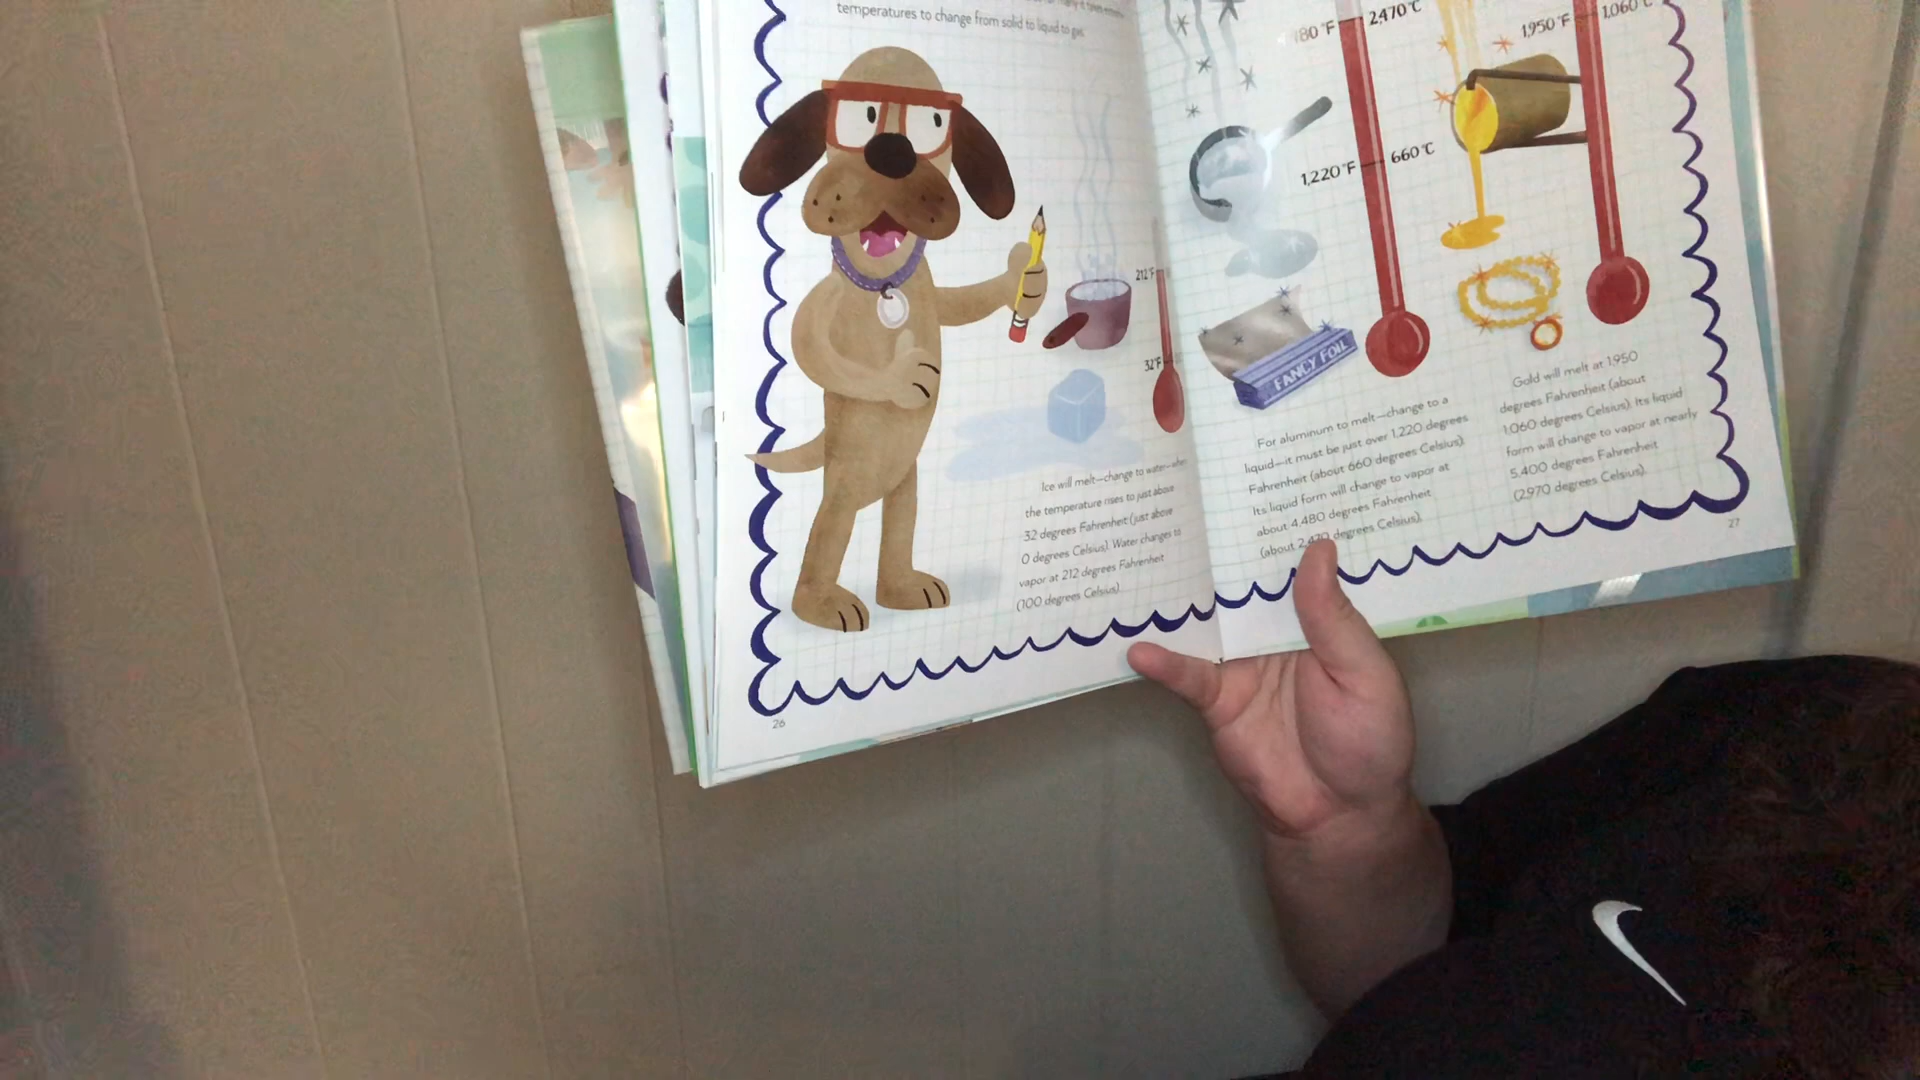 temperatures to change from solid to liquid to gas.
212°F
32°F
Ice will melt—change to water—when
the temperature rises to just above
32 degrees Fahrenheit (just above
0 degrees Celsius). Water changes to
vapor at 212 degrees Fahrenheit
(100 degrees Celsius).
26
80°F 2,470°C
1,220°F 660°C
FANCY FOIL
For aluminum to melt—change to a
liquid—it must be just over 1,220 degrees
Fahrenheit (about 660 degrees Celsius).
Its liquid form will change to vapor at
about 4,480 degrees Fahrenheit
(about 2,470 degrees Celsius).
1,950°F 1,060°C
Gold will melt at 1,950
degrees Fahrenheit (about
1,060 degrees Celsius). Its liquid
form will change to vapor at nearly
5,400 degrees Fahrenheit
(2,970 degrees Celsius).
27